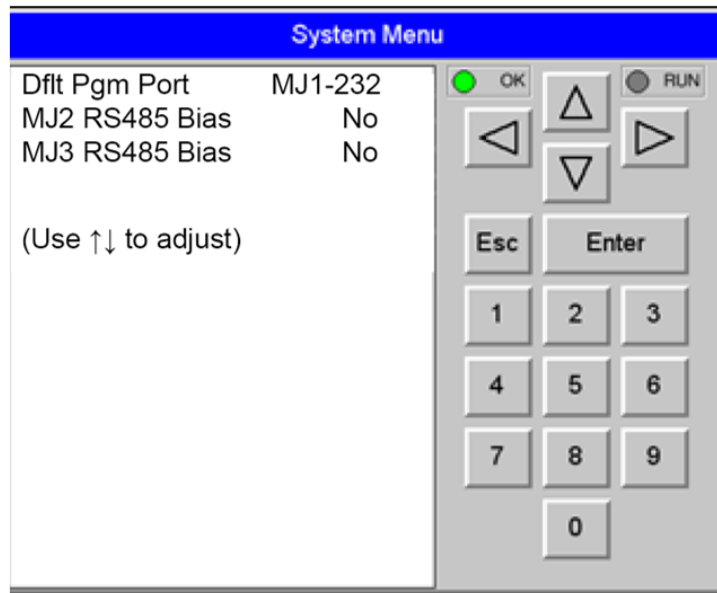 System Menu
Dflt Pgm Port MJ1-232
MJ2 RS485 Bias No
MJ3 RS485 Bias No
(Use ↑↓ to adjust)
OK RUN
Esc Enter
1 2 3
4 5 6
7 8 9
0